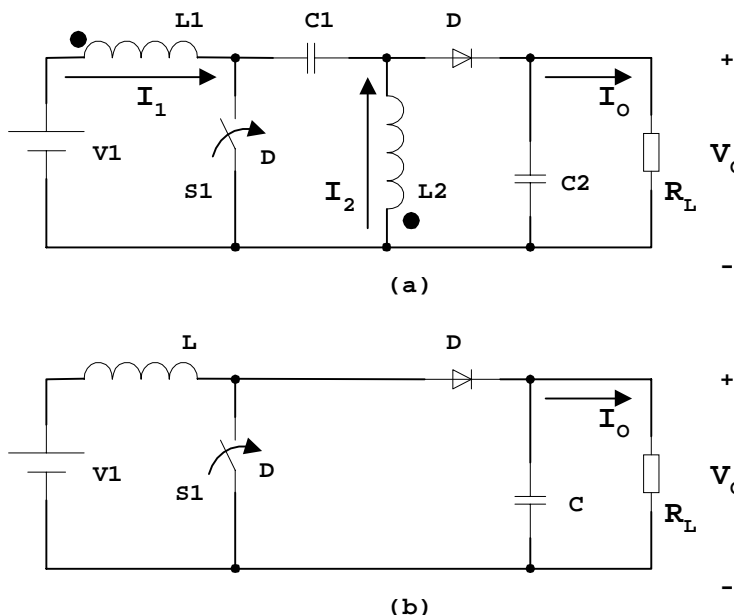 L1
C1
D
+
I1
IO
V1
D
S1
I2
L2
C2
RL
VO
-
(a)
L
D
+
IO
V1
D
S1
C
RL
VO
-
(b)